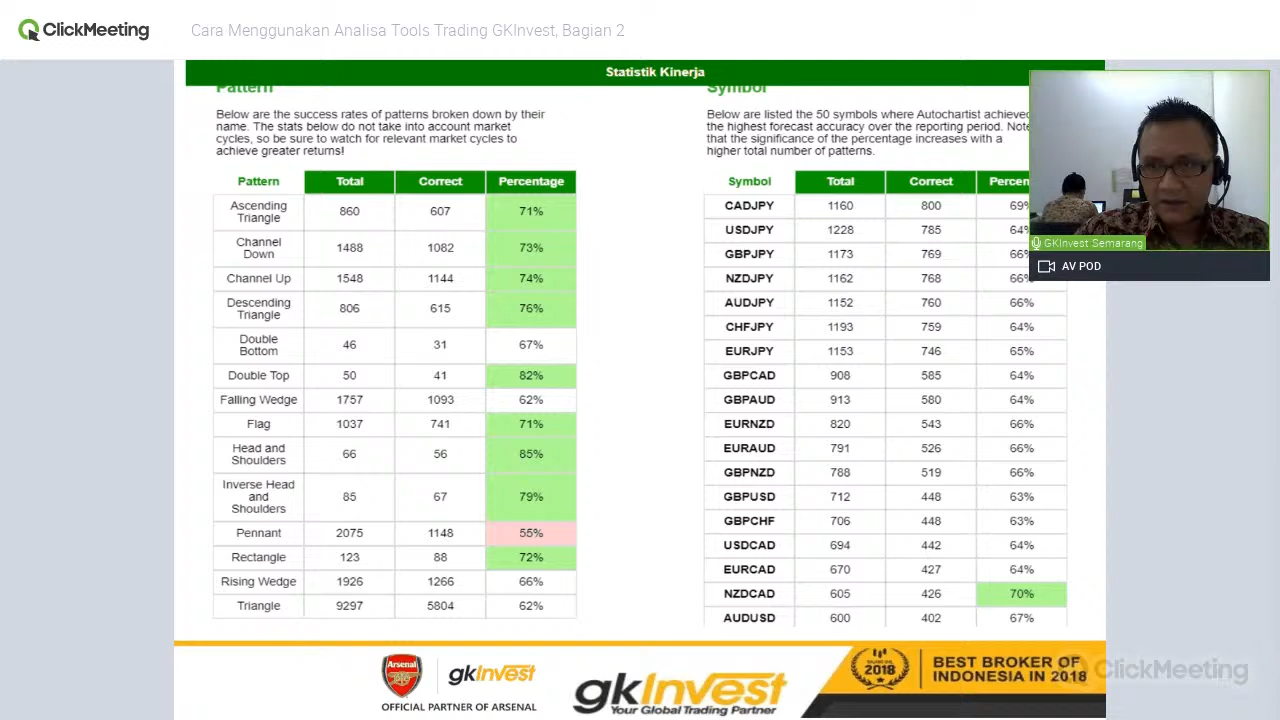 ClickMeeting
Cara Menggunakan Analisa Tools Trading GKInvest, Bagian 2
Statistik Kinerja
Pattern
Below are the success rates of patterns broken down by their
name. The stats below do not take into account market
cycles, so be sure to watch for relevant market cycles to
achieve greater returns!
Pattern Total Correct Percentage
Ascending
Triangle 860 607 71%
Channel
Down 1488 1082 73%
Channel Up 1548 1144 74%
Descending
Triangle 806 615 76%
Double
Bottom 46 31 67%
Double Top 50 41 82%
Falling Wedge 1757 1093 62%
Flag 1037 741 71%
Head and
Shoulders 66 56 85%
Inverse Head
and
Shoulders 85 67 79%
Pennant 2075 1148 55%
Rectangle 123 88 72%
Rising Wedge 1926 1266 66%
Triangle 9297 5804 62%
Symbol
Below are listed the 50 symbols where Autochartist achieved
the highest forecast accuracy over the reporting period. Note
that the significance of the percentage increases with a
higher total number of patterns.
Symbol Total Correct Percen
CADJPY 1160 800 69%
USDJPY 1228 785 64%
GBPJPY 1173 769 66%
NZDJPY 1162 768 66%
AUDJPY 1152 760 66%
CHFJPY 1193 759 64%
EURJPY 1153 746 65%
GBPCAD 908 585 64%
GBPAUD 913 580 64%
EURNZD 820 543 66%
EURAUD 791 526 66%
GBPNZD 788 519 66%
GBPUSD 712 448 63%
GBPCHF 706 448 63%
USDCAD 694 442 64%
EURCAD 670 427 64%
NZDCAD 605 426 70%
AUDUSD 600 402 67%
GKInvest Semarang
AV POD
Arsenal
gkInvest
OFFICIAL PARTNER OF ARSENAL
gkInvest
Your Global Trading Partner
2018
BEST BROKER OF
INDONESIA IN 2018
ClickMeeting